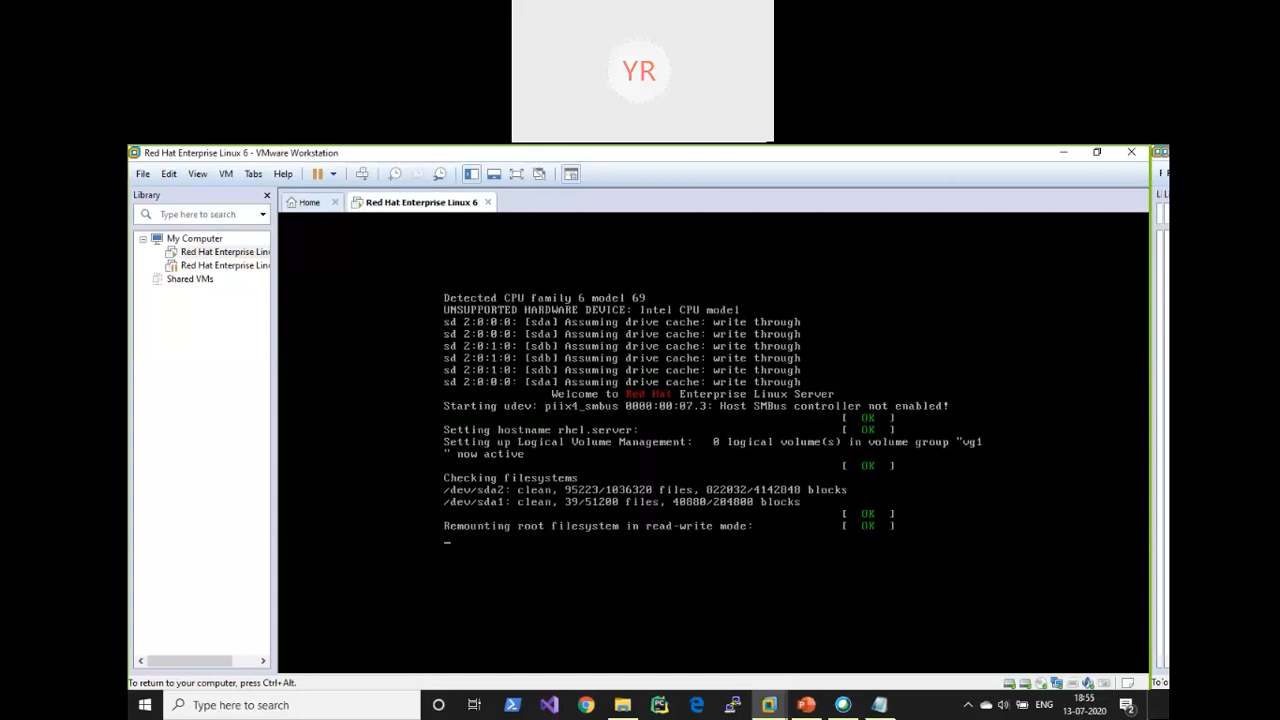 YR
Red Hat Enterprise Linux 6 - VMware Workstation
File Edit View VM Tabs Help
Library
Type here to search
Home
Red Hat Enterprise Linux 6
My Computer
Red Hat Enterprise Lin
Red Hat Enterprise Lin
Shared VMs
Detected CPU family 6 model 69
UNSUPPORTED HARDWARE DEVICE: Intel CPU model
sd 2:0:0:0: [sda] Assuming drive cache: write through
sd 2:0:0:0: [sda] Assuming drive cache: write through
sd 2:0:1:0: [sdb] Assuming drive cache: write through
sd 2:0:1:0: [sdb] Assuming drive cache: write through
sd 2:0:1:0: [sdb] Assuming drive cache: write through
sd 2:0:0:0: [sda] Assuming drive cache: write through
Welcome to Red Hat Enterprise Linux Server
Starting udev: piix4_smbus 0000:00:07.3: Host SMBus controller not enabled!
[ OK ]
Setting hostname rhel.server: [ OK ]
Setting up Logical Volume Management: 0 logical volume(s) in volume group "vg1
" now active
[ OK ]
Checking filesystems
/dev/sda2: clean, 95223/1036320 files, 822032/4142848 blocks
/dev/sda1: clean, 39/51200 files, 40880/204800 blocks
[ OK ]
Remounting root filesystem in read-write mode: [ OK ]
To return to your computer, press Ctrl+Alt.
Type here to search
ENG
18:55
13-07-2020
2